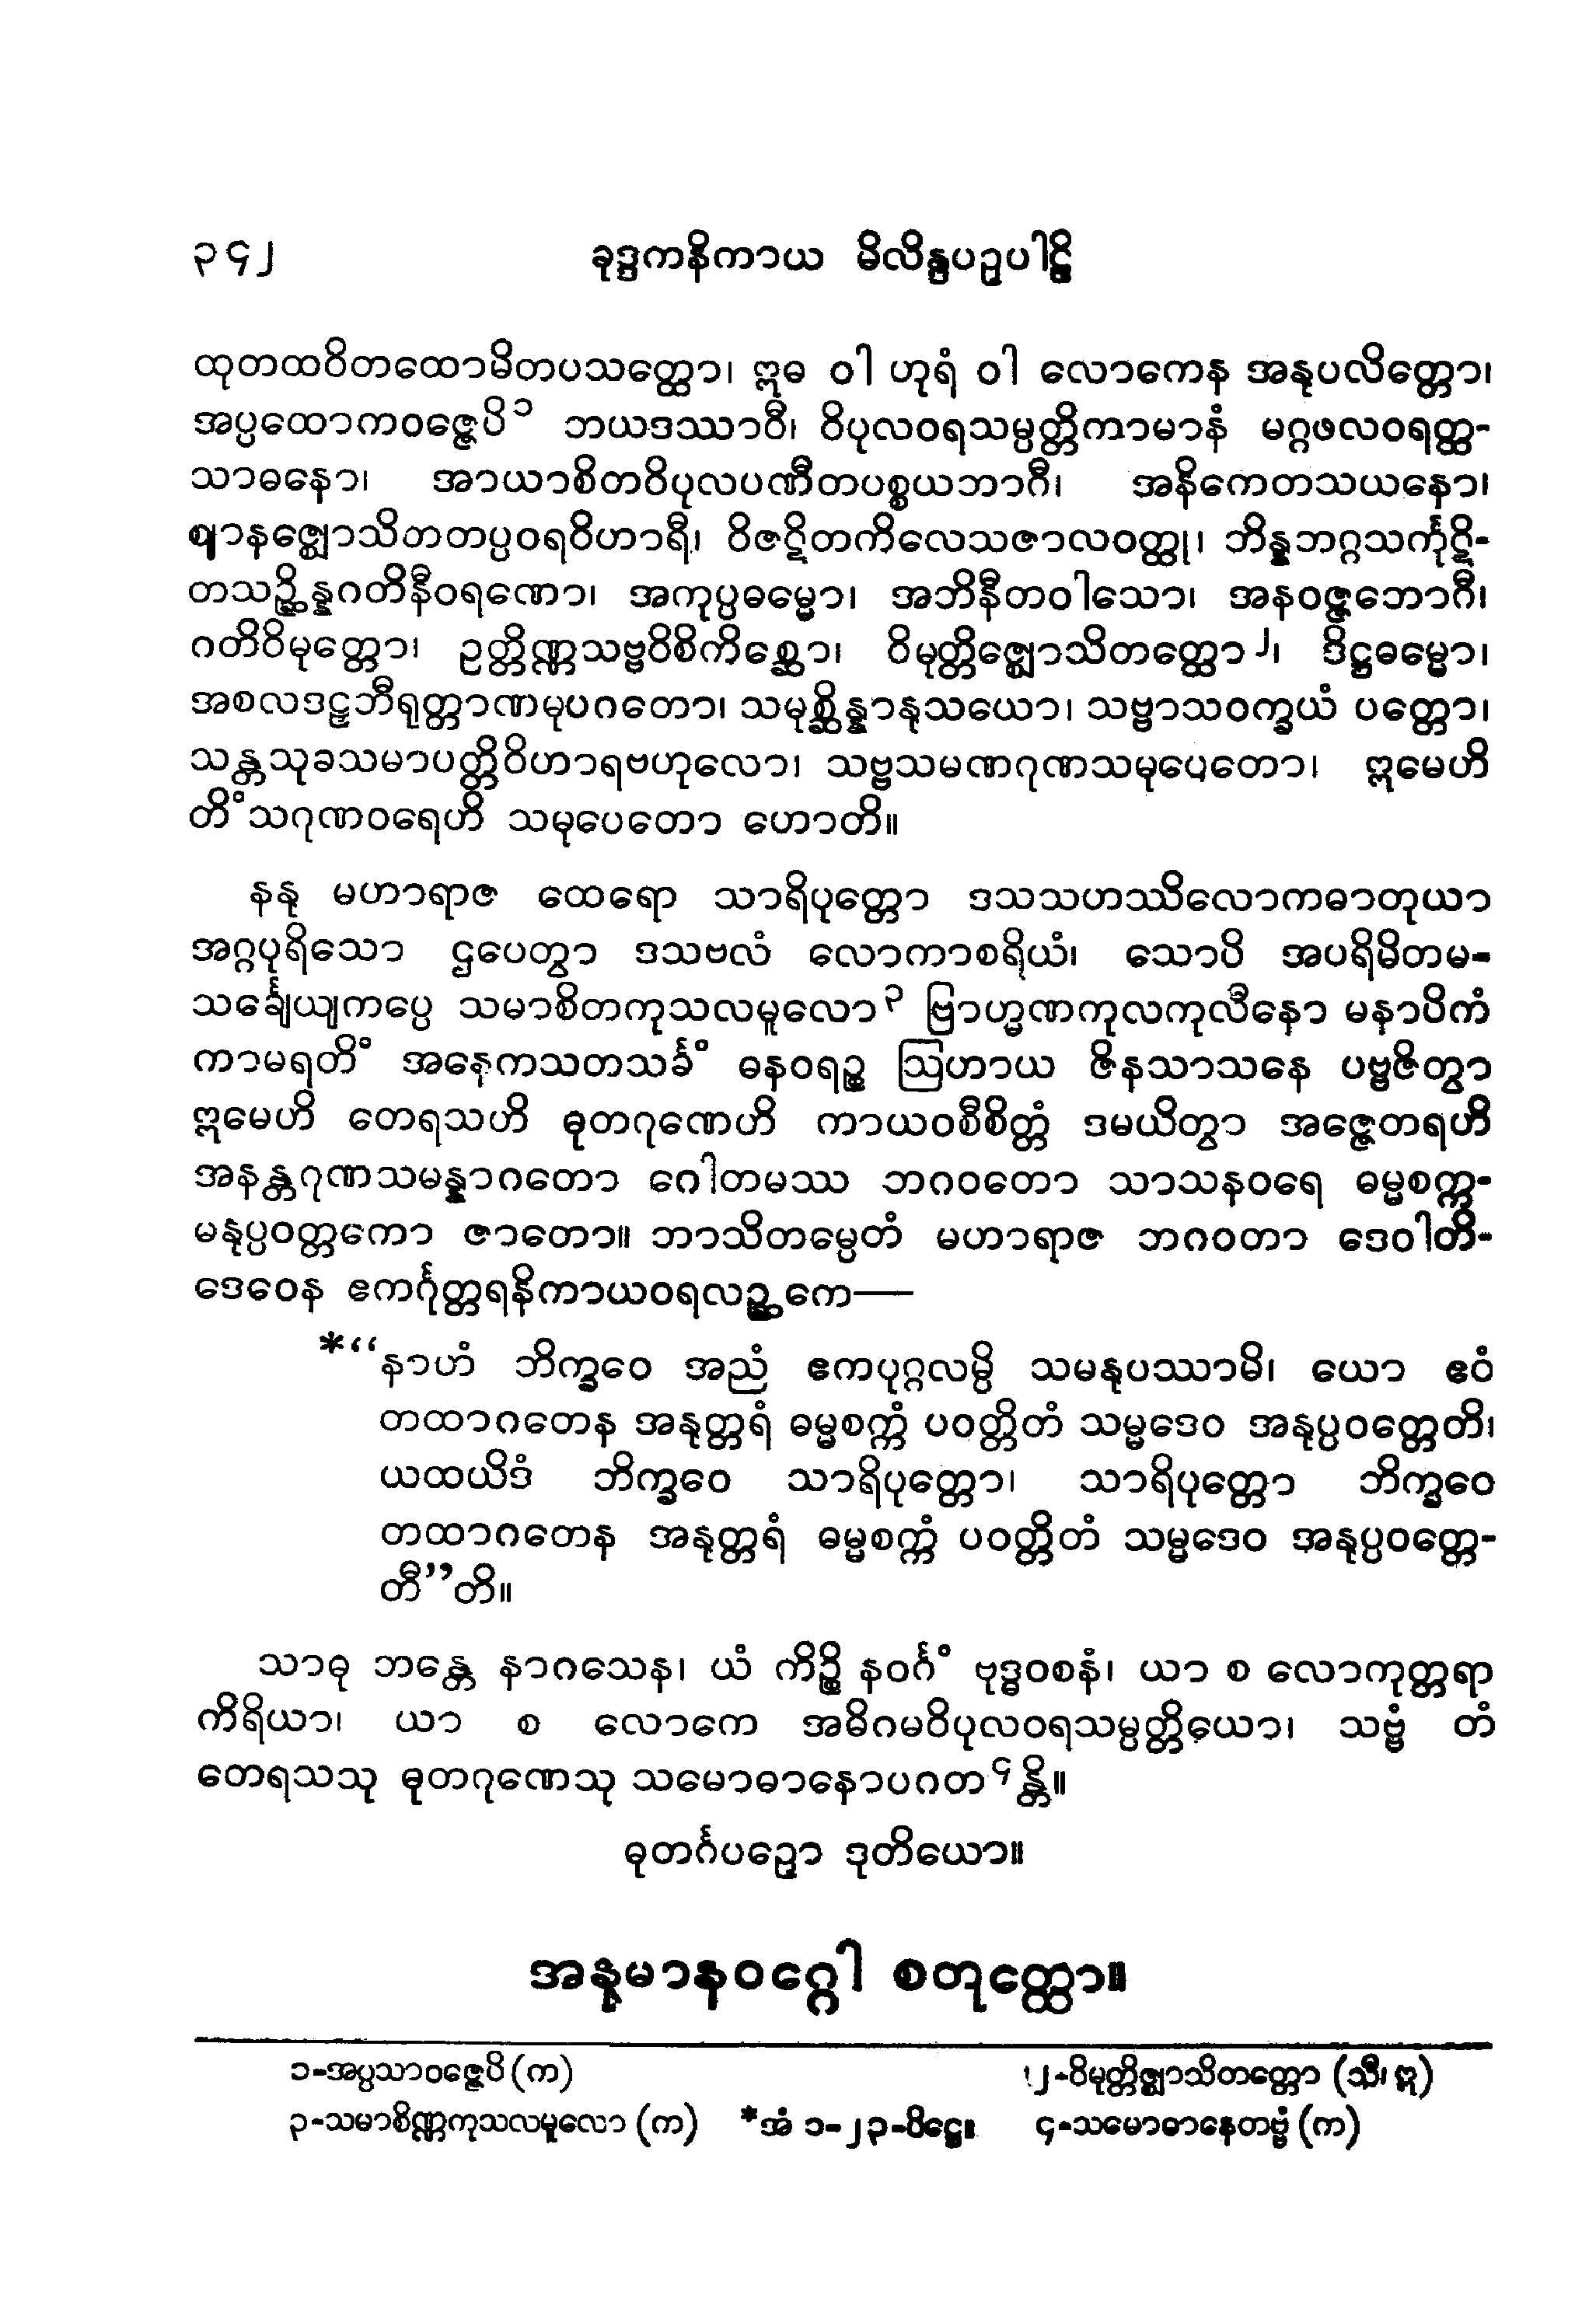 ၃၄၂ ခုဒ္ဒကနိကာယ မိလိန္ဒပဉှပါဠိ
ထုတထဝိတထောမိတပသတ္ထော၊ ဣဓ ဝါ ဟုရံ ဝါ လောကေန အနုပလိတ္တော၊
အပ္ပထောကဝဇ္ဇေပိ၁ ဘယဒဿာဝီ၊ ဝိပုလဝရသမ္ပတ္တိကာမာနံ မဂ္ဂဖလဝရတ္ထ-
သာဓနော၊ အာယာစိတဝိပုလပဏီတပစ္စယဘာဂီ၊ အနိကေတသယနော၊
ဈာနဇ္ဈောသိတတပ္ပဝရဝိဟာရီ၊ ဝိဇဋိတကိလေသဇာလဝတ္ထု၊ ဘိန္နဘဂ္ဂသင်္ကုဋိ-
တသဉ္ဆိန္နဂတိနီဝရဏော၊ အကုပ္ပဓမ္မော၊ အဘိနီတဝါသော၊ အနဝဇ္ဇဘောဂီ၊
ဂတိဝိမုတ္တော၊ ဥတ္တိဏ္ဏသဗ္ဗဝိစိကိစ္ဆော၊ ဝိမုတ္တိဇ္ဈောသိတတ္ထော၂၊ ဒိဋ္ဌဓမ္မော၊
အစလဒဠှဘီရုတ္တာဏမုပဂတော၊ သမုစ္ဆိန္နာနုသယော၊ သဗ္ဗာသဝက္ခယံ ပတ္တော၊
သန္တသုခသမာပတ္တိဝိဟာရဗဟုလော၊ သဗ္ဗသမဏဂုဏသမုပေတော၊ ဣမေဟိ
တိံသဂုဏဝရေဟိ သမုပေတော ဟောတိ။
နနု မဟာရာဇ ထေရော သာရိပုတ္တော ဒသသဟဿိလောကဓာတုယာ
အဂ္ဂပုရိသော ဌပေတွာ ဒသဗလံ လောကာစရိယံ၊ သောပိ အပရိမိတမ-
သင်္ချေယျကပ္ပေ သမာစိတကုသလမူလော၃ ဗြာဟ္မဏကုလကုလီနော မနာပိကံ
ကာမရတိံ အနေကသတသင်္ခံ ဓနဝရဉ္စ ဩဟာယ ဇိနသာသနေ ပဗ္ဗဇိတွာ
ဣမေဟိ တေရသဟိ ဓုတဂုဏေဟိ ကာယဝစီစိတ္တံ ဒမယိတွာ အဇ္ဇေတရဟိ
အနန္တဂုဏသမန္နာဂတော ဂေါတမဿ ဘဂဝတော သာသနဝရေ ဓမ္မစက္က-
မနုပ္ပဝတ္တကော ဇာတော။ ဘာသိတမ္ပေတံ မဟာရာဇ ဘဂဝတာ ဒေဝါတိ-
ဒေဝေန ဧကင်္ဂုတ္တရနိကာယဝရလဉ္ဆကေ—
*“နာဟံ ဘိက္ခဝေ အညံ ဧကပုဂ္ဂလမ္ပိ သမနုပဿာမိ၊ ယော ဧဝံ
တထာဂတေန အနုတ္တရံ ဓမ္မစက္ကံ ပဝတ္တိတံ သမ္မဒေဝ အနုပ္ပဝတ္တေတိ၊
ယထယိဒံ ဘိက္ခဝေ သာရိပုတ္တော၊ သာရိပုတ္တော ဘိက္ခဝေ
တထာဂတေန အနုတ္တရံ ဓမ္မစက္ကံ ပဝတ္တိတံ သမ္မဒေဝ အနုပ္ပဝတ္တေ-
တီ”တိ။
သာဓု ဘန္တေ နာဂသေန၊ ယံ ကိဉ္စိ နဝင်္ဂံ ဗုဒ္ဓဝစနံ၊ ယာ စ လောကုတ္တရာ
ကိရိယာ၊ ယာ စ လောကေ အဓိဂမဝိပုလဝရသမ္ပတ္တိယော၊ သဗ္ဗံ တံ
တေရသသု ဓုတဂုဏေသု သမောဓာနောပဂတ၄န္တိ။
ဓုတင်္ဂပဉှော ဒုတိယော။
အနုမာနဝဂ္ဂေါ စတုတ္ထော။
၁-အပ္ပသာဝဇ္ဇေပိ (က) ၂-ဝိမုတ္တိဇ္ဈာသိတတ္တော (သီ၊ ဣ)
၃-သမာစိဏ္ဏကုသလမူလော (က) *အံ ၁-၂၃-ပိဋ္ဌေ။ ၄-သမောဓာနေတဗ္ဗံ (က)